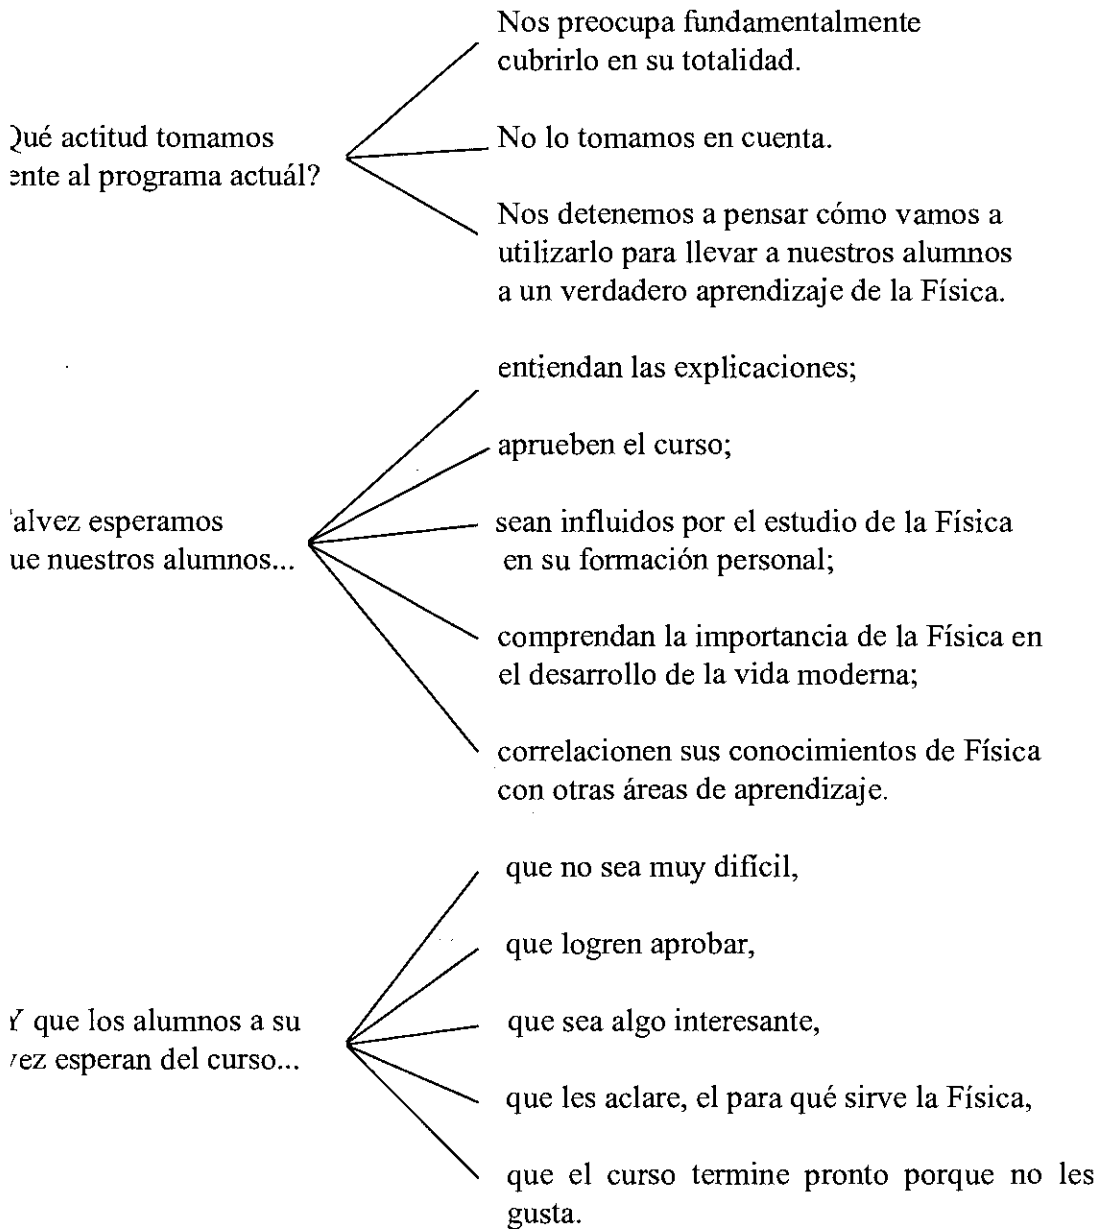 Nos preocupa fundamentalmente
cubrirlo en su totalidad.
Qué actitud tomamos
ente al programa actuál?
No lo tomamos en cuenta.
Nos detenemos a pensar cómo vamos a
utilizarlo para llevar a nuestros alumnos
a un verdadero aprendizaje de la Física.
entiendan las explicaciones;
aprueben el curso;
alvez esperamos
ue nuestros alumnos...
sean influidos por el estudio de la Física
en su formación personal;
comprendan la importancia de la Física en
el desarrollo de la vida moderna;
correlacionen sus conocimientos de Física
con otras áreas de aprendizaje.
que no sea muy difícil,
que logren aprobar,
Y que los alumnos a su
vez esperan del curso...
que sea algo interesante,
que les aclare, el para qué sirve la Física,
que el curso termine pronto porque no les
gusta.